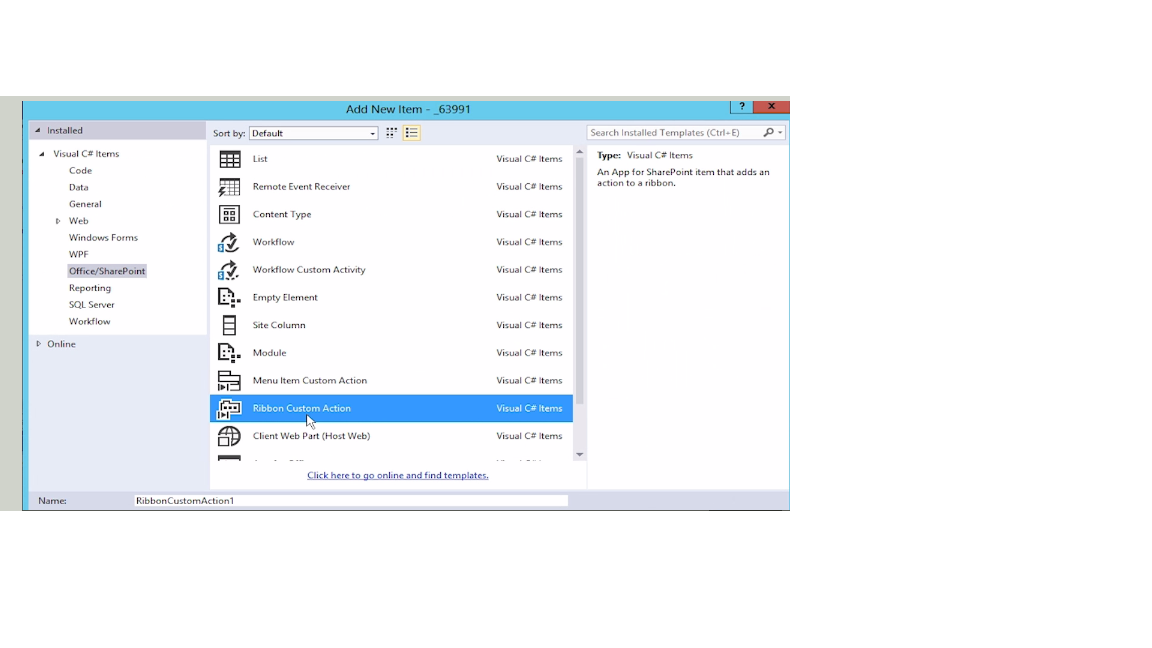 Add New Item - _63991
?
Installed
Sort by: Default
Search Installed Templates (Ctrl+E)
Visual C# Items
Code
Data
General
Web
Windows Forms
WPF
Office/SharePoint
Reporting
SQL Server
Workflow
Online
List Visual C# Items
Remote Event Receiver Visual C# Items
Content Type Visual C# Items
Workflow Visual C# Items
Workflow Custom Activity Visual C# Items
Empty Element Visual C# Items
Site Column Visual C# Items
Module Visual C# Items
Menu Item Custom Action Visual C# Items
Ribbon Custom Action Visual C# Items
Client Web Part (Host Web) Visual C# Items
Click here to go online and find templates.
Type: Visual C# Items
An App for SharePoint item that adds an
action to a ribbon.
Name: RibbonCustomAction1